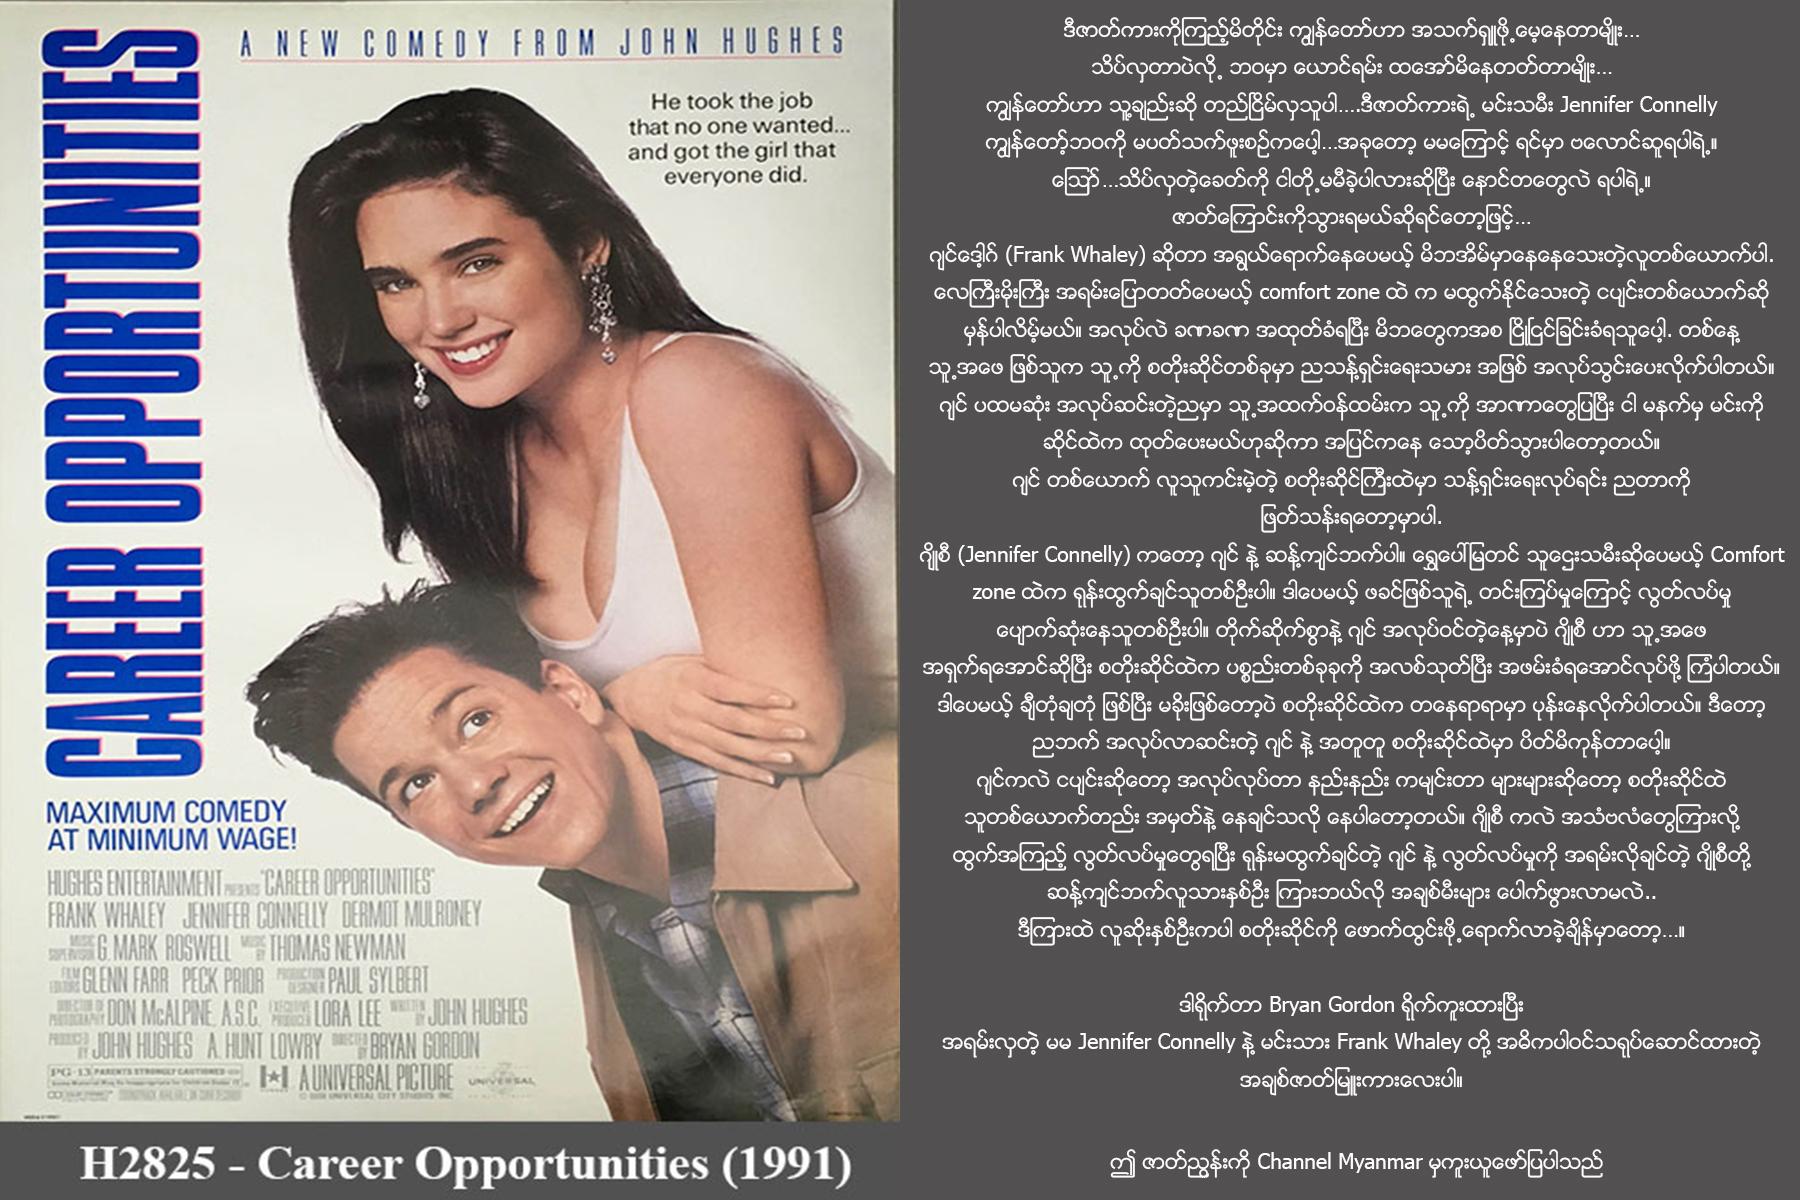 CAREER OPPORTUNITIES
A NEW COMEDY FROM JOHN HUGHES
He took the job
that no one wanted...
and got the girl that
everyone did.
MAXIMUM COMEDY
AT MINIMUM WAGE!
HUGHES ENTERTAINMENT PRESENTS "CAREER OPPORTUNITIES"
FRANK WHALEY JENNIFER CONNELLY DERMOT MULRONEY
MUSIC SUPERVISION G. MARK ROSWELL MUSIC BY THOMAS NEWMAN
FILM EDITORS GLENN FARR PECK PRIOR PRODUCTION DESIGNER PAUL SYLBERT
DIRECTOR OF PHOTOGRAPHY DON McALPINE, A.S.C. EXECUTIVE PRODUCER LORA LEE WRITTEN BY JOHN HUGHES
PRODUCED BY JOHN HUGHES A. HUNT LOWRY DIRECTED BY BRYAN GORDON
PG-13 PARENTS STRONGLY CAUTIONED
A UNIVERSAL PICTURE
UNIVERSAL
H2825 - Career Opportunities (1991)
ဒီဇာတ်ကားကိုကြည့်မိတိုင်း ကျွန်တော်ဟာ အသက်ရှူဖို့မေ့နေတာမျိုး...
သိပ်လှတာပဲလို့ ဘဝမှာ ယောင်ရမ်း ထအော်မိနေတတ်တာမျိုး...
ကျွန်တော်ဟာ သူ့ချည်းဆို တည်ငြိမ်လှသူပါ....ဒီဇာတ်ကားရဲ့ မင်းသမီး Jennifer Connelly
ကျွန်တော့်ဘဝကို မပတ်သက်ဖူးစဉ်ကပေါ့...အခုတော့ မမကြောင့် ရင်မှာ ဗလောင်ဆူရပါရဲ့။
ဩော်...သိပ်လှတဲ့ခေတ်ကို ငါတို့မမီခဲ့ပါလားဆိုပြီး နောင်တတွေလဲ ရပါရဲ့။
ဇာတ်ကြောင်းကိုသွားရမယ်ဆိုရင်တော့ဖြင့်...
ဂျင်ဒေါ့ဂ် (Frank Whaley) ဆိုတာ အရွယ်ရောက်နေပေမယ့် မိဘအိမ်မှာနေနေသေးတဲ့လူတစ်ယောက်ပါ.
လေကြီးမိုးကြီး အရမ်းပြောတတ်ပေမယ့် comfort zone ထဲ က မထွက်နိုင်သေးတဲ့ ငပျင်းတစ်ယောက်ဆို
မှန်ပါလိမ့်မယ်။ အလုပ်လဲ ခဏခဏ အထုတ်ခံရပြီး မိဘတွေကအစ ငြိုငြင်ခြင်းခံရသူပေါ့. တစ်နေ့
သူ့အဖေ ဖြစ်သူက သူ့ကို စတိုးဆိုင်တစ်ခုမှာ ညသန့်ရှင်းရေးသမား အဖြစ် အလုပ်သွင်းပေးလိုက်ပါတယ်။
ဂျင် ပထမဆုံး အလုပ်ဆင်းတဲ့ညမှာ သူ့အထက်ဝန်ထမ်းက သူ့ကို အာဏာတွေပြပြီး ငါ မနက်မှ မင်းကို
ဆိုင်ထဲက ထုတ်ပေးမယ်ဟုဆိုကာ အပြင်ကနေ သော့ပိတ်သွားပါတော့တယ်။
ဂျင် တစ်ယောက် လူသူကင်းမဲ့တဲ့ စတိုးဆိုင်ကြီးထဲမှာ သန့်ရှင်းရေးလုပ်ရင်း ညတာကို
ဖြတ်သန်းရတော့မှာပါ.
ဂျိုစီ (Jennifer Connelly) ကတော့ ဂျင် နဲ့ ဆန့်ကျင်ဘက်ပါ။ ရွှေပေါ်မြတင် သူဌေးသမီးဆိုပေမယ့် Comfort
zone ထဲက ရုန်းထွက်ချင်သူတစ်ဦးပါ။ ဒါပေမယ့် ဖခင်ဖြစ်သူရဲ့ တင်းကြပ်မှုကြောင့် လွတ်လပ်မှု
ပျောက်ဆုံးနေသူတစ်ဦးပါ။ တိုက်ဆိုက်စွာနဲ့ ဂျင် အလုပ်ဝင်တဲ့နေ့မှာပဲ ဂျိုစီ ဟာ သူ့အဖေ
အရှက်ရအောင်ဆိုပြီး စတိုးဆိုင်ထဲက ပစ္စည်းတစ်ခုခုကို အလစ်သုတ်ပြီး အဖမ်းခံရအောင်လုပ်ဖို့ ကြံပါတယ်။
ဒါပေမယ့် ချီတုံချတုံ ဖြစ်ပြီး မခိုးဖြစ်တော့ပဲ စတိုးဆိုင်ထဲက တနေရာရာမှာ ပုန်းနေလိုက်ပါတယ်။ ဒီတော့
ညဘက် အလုပ်လာဆင်းတဲ့ ဂျင် နဲ့ အတူတူ စတိုးဆိုင်ထဲမှာ ပိတ်မိကုန်တာပေါ့။
ဂျင်ကလဲ ငပျင်းဆိုတော့ အလုပ်လုပ်တာ နည်းနည်း ကမျင်းတာ များများဆိုတော့ စတိုးဆိုင်ထဲ
သူတစ်ယောက်တည်း အမှတ်နဲ့ နေချင်သလို နေပါတော့တယ်။ ဂျိုစီ ကလဲ အသံဗလံတွေကြားလို့
ထွက်အကြည့် လွတ်လပ်မှုတွေရပြီး ရုန်းမထွက်ချင်တဲ့ ဂျင် နဲ့ လွတ်လပ်မှုကို အရမ်းလိုချင်တဲ့ ဂျိုစီတို့
ဆန့်ကျင်ဘက်လူသားနှစ်ဦး ကြားဘယ်လို အချစ်မီးများ ပေါက်ဖွားလာမလဲ..
ဒီကြားထဲ လူဆိုးနှစ်ဦးကပါ စတိုးဆိုင်ကို ဖောက်ထွင်းဖို့ရောက်လာခဲ့ချိန်မှာတော့...။
ဒါရိုက်တာ Bryan Gordon ရိုက်ကူးထားပြီး
အရမ်းလှတဲ့ မမ Jennifer Connelly နဲ့ မင်းသား Frank Whaley တို့ အဓိကပါဝင်သရုပ်ဆောင်ထားတဲ့
အချစ်ဇာတ်မြူးကားလေးပါ။
ဤ ဇာတ်ညွှန်းကို Channel Myanmar မှကူးယူဖော်ပြပါသည်